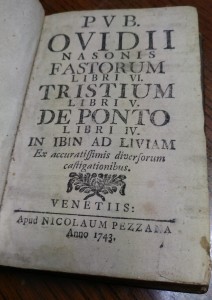 PVB.
OVIDII
NASONIS
FASTORUM
LIBRI VI.
TRISTIUM
LIBRI V.
DE PONTO
LIBRI IV.
IN IBIN AD LIVIAM
Ex accuratissimis diversorum
castigationibus.
VENETIIS:
Apud NICOLAUM PEZZANA
Anno 1743.